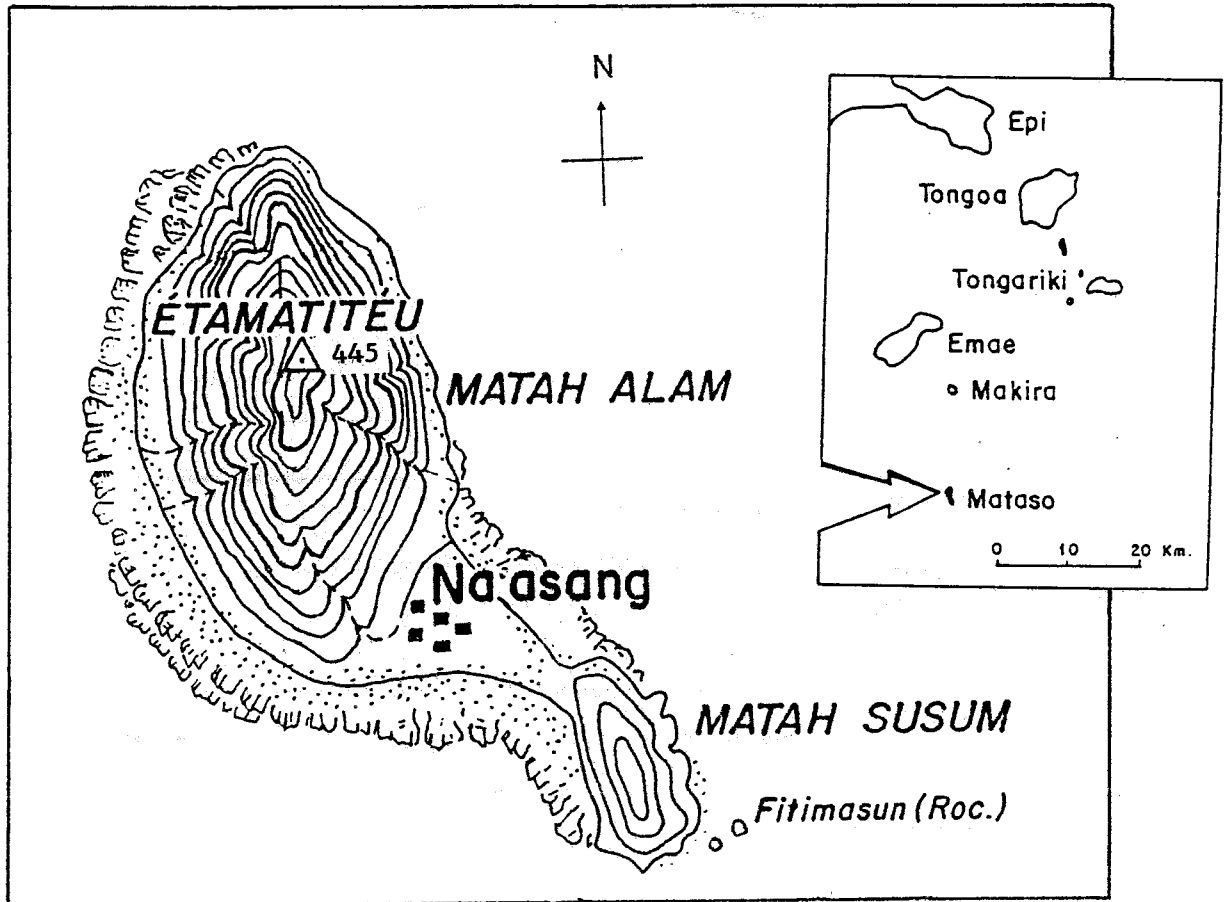 N
Epi
Tongoa
Tongariki
Emae
Makira
Mataso
0 10 20 Km.
ÉTAMATITÉU
445
MATAH ALAM
Na asang
MATAH SUSUM
Fitimasun (Roc.)